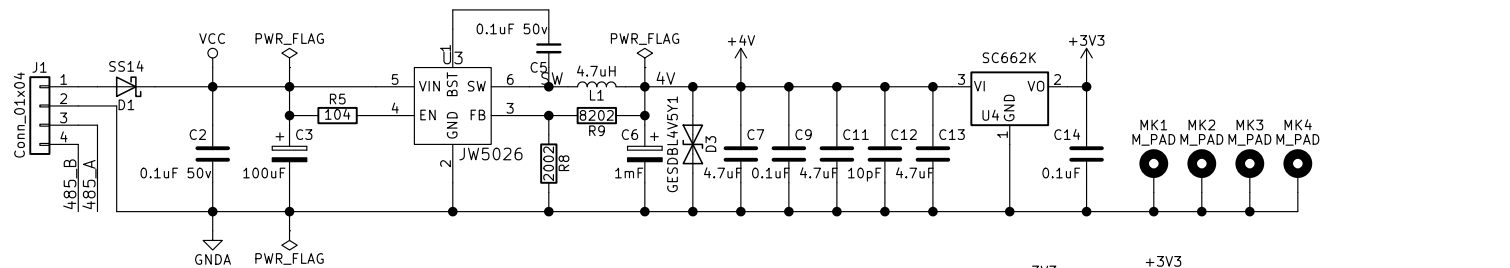 J1
Conn_01x04
1
2
3
4
485_B
485_A
SS14
D1
VCC
PWR_FLAG
C2
0.1uF 50v
GNDA
C3
+
100uF
PWR_FLAG
R5
104
U3
1
5 VIN BST SW 6
4 EN FB 3
GND
2
JW5026
0.1uF 50v
C5
SW
4.7uH
L1
8202
R9
2002
R8
PWR_FLAG
4V
C6 +
1mF
GESDBL4V5Y1
D3
+4V
C7
4.7uF
C9
0.1uF
C11
4.7uF
C12
10pF
C13
4.7uF
SC662K
3 VI VO 2
U4 GND
1
+3V3
C14
0.1uF
MK1 MK2 MK3 MK4
M_PAD M_PAD M_PAD M_PAD
+3V3